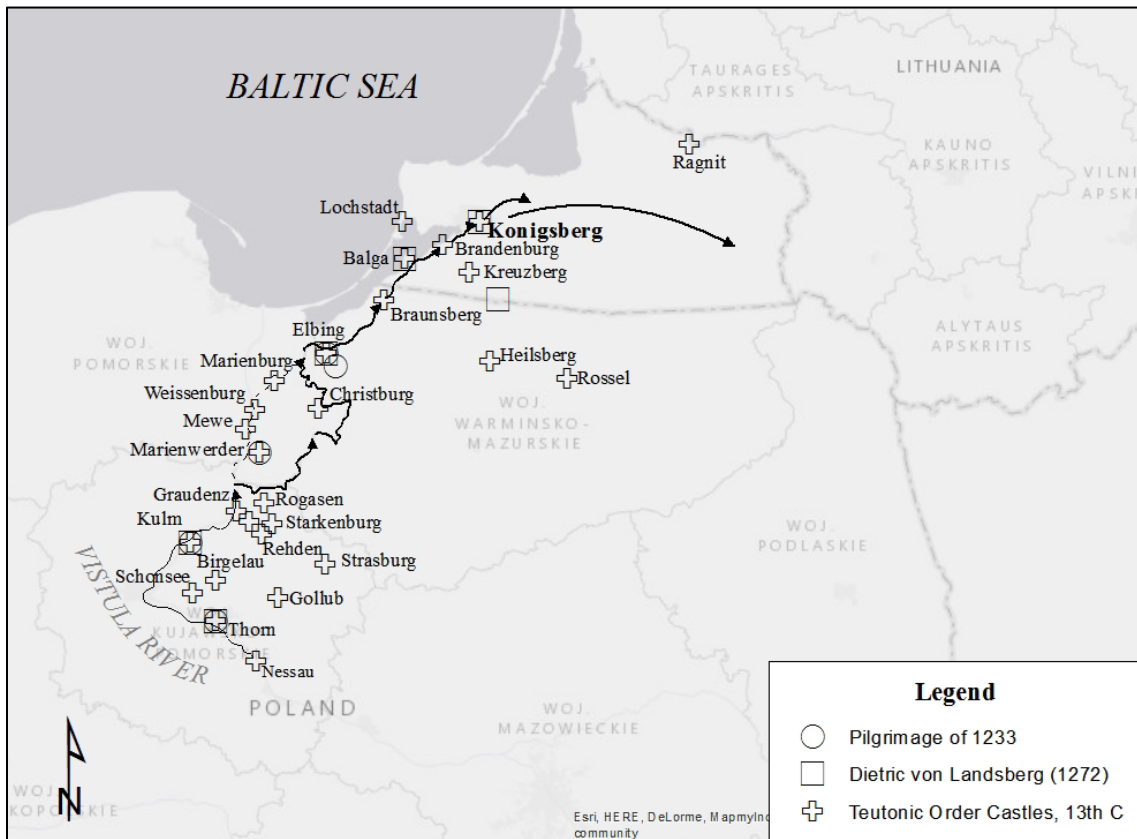 BALTIC SEA
TAURAGES
APSKRITIS
LITHUANIA
KAUNO
APSKRITIS
Ragnit
Lochstadt
Konigsberg
Brandenburg
Balga
Kreuzberg
Braunsberg
ALYTAUS
APSKRITIS
WOJ.
POMORSKIE
Elbing
Marienburg
Heilsberg
Rossel
Weissenburg
Christburg
WOJ.
WARMINSKO-
MAZURSKIE
Mewe
Marienwerder
Graudenz
Rogasen
Kulm
Starkenburg
Rehden
WOJ.
PODLASKIE
Birgelau
Strasburg
Schonsee
Gollub
Thorn
VISTULA RIVER
Nessau
POLAND
WOJ.
MAZOWIECKIE
N
Legend
Pilgrimage of 1233
Dietric von Landsberg (1272)
Teutonic Order Castles, 13th C
Esri, HERE, DeLorme,
community